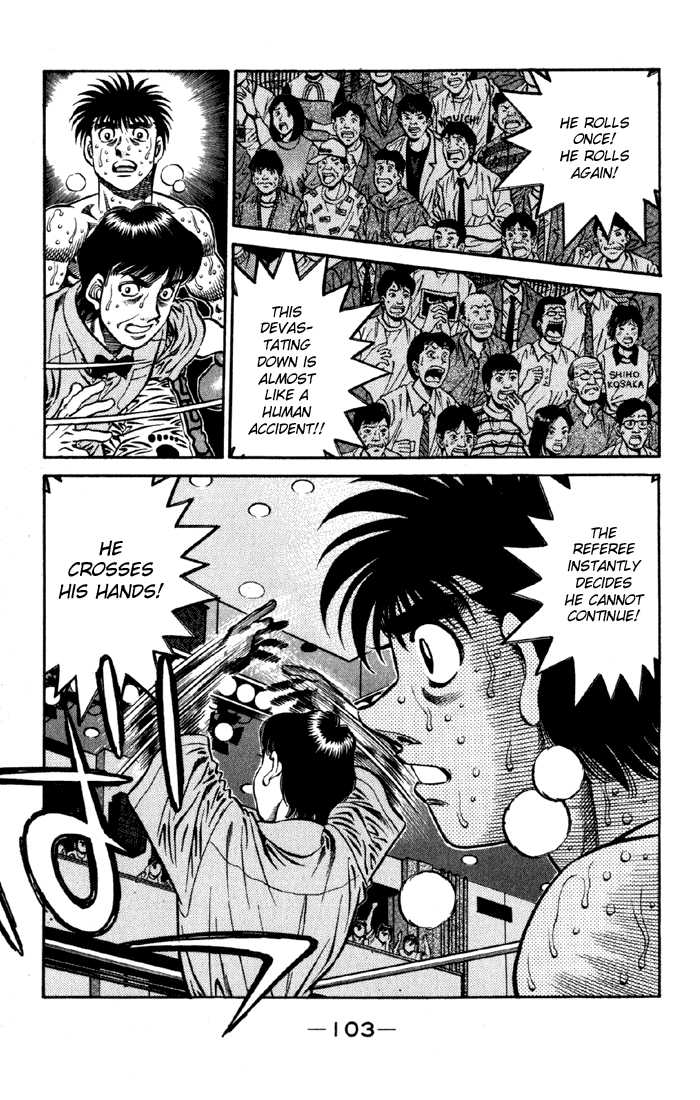 HE ROLLS
ONCE!
HE ROLLS
AGAIN!
THIS
DEVAS-
TATING
DOWN IS
ALMOST
LIKE A
HUMAN
ACCIDENT!!
SHIHO
KOSAKA
THE
REFEREE
INSTANTLY
DECIDES
HE CANNOT
CONTINUE!
HE
CROSSES
HIS HANDS!
—103—